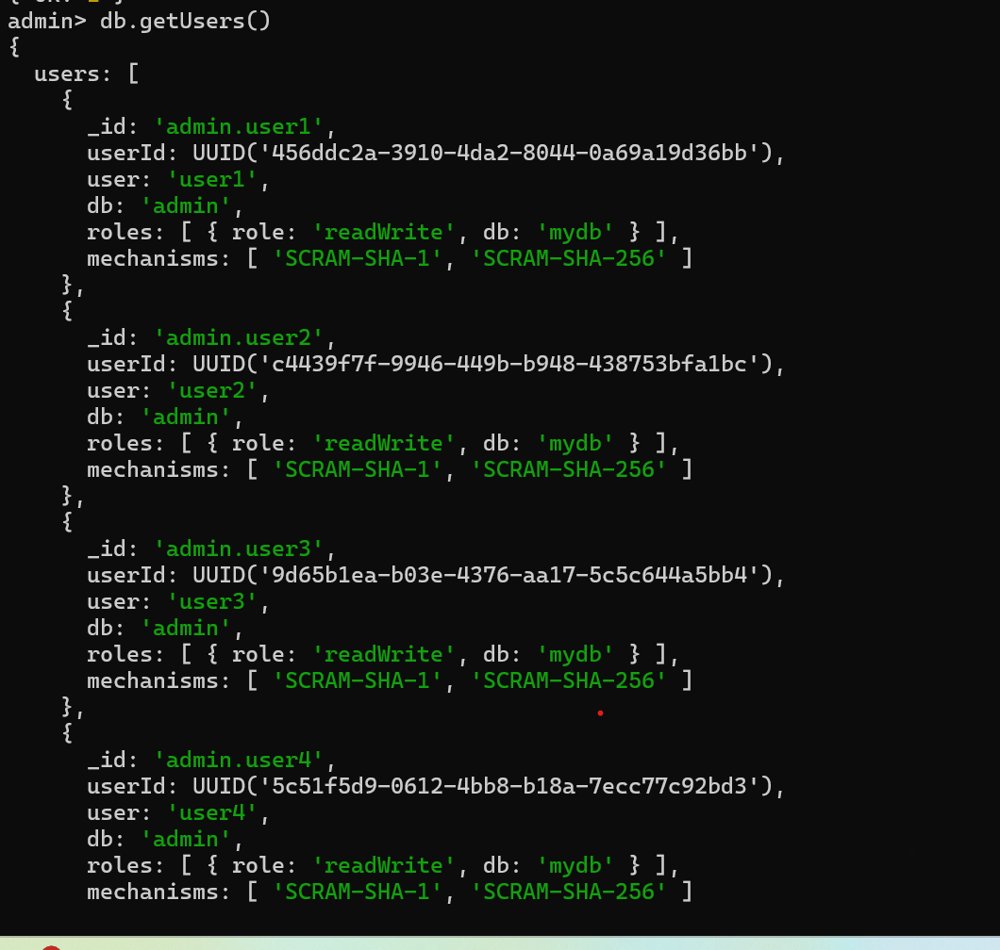 admin> db.getUsers()
{
  users: [
    {
      _id: 'admin.user1',
      userId: UUID('456ddc2a-3910-4da2-8044-0a69a19d36bb'),
      user: 'user1',
      db: 'admin',
      roles: [ { role: 'readWrite', db: 'mydb' } ],
      mechanisms: [ 'SCRAM-SHA-1', 'SCRAM-SHA-256' ]
    },
    {
      _id: 'admin.user2',
      userId: UUID('c4439f7f-9946-449b-b948-438753bfa1bc'),
      user: 'user2',
      db: 'admin',
      roles: [ { role: 'readWrite', db: 'mydb' } ],
      mechanisms: [ 'SCRAM-SHA-1', 'SCRAM-SHA-256' ]
    },
    {
      _id: 'admin.user3',
      userId: UUID('9d65b1ea-b03e-4376-aa17-5c5c644a5bb4'),
      user: 'user3',
      db: 'admin',
      roles: [ { role: 'readWrite', db: 'mydb' } ],
      mechanisms: [ 'SCRAM-SHA-1', 'SCRAM-SHA-256' ]
    },
    {
      _id: 'admin.user4',
      userId: UUID('5c51f5d9-0612-4bb8-b18a-7ecc77c92bd3'),
      user: 'user4',
      db: 'admin',
      roles: [ { role: 'readWrite', db: 'mydb' } ],
      mechanisms: [ 'SCRAM-SHA-1', 'SCRAM-SHA-256' ]